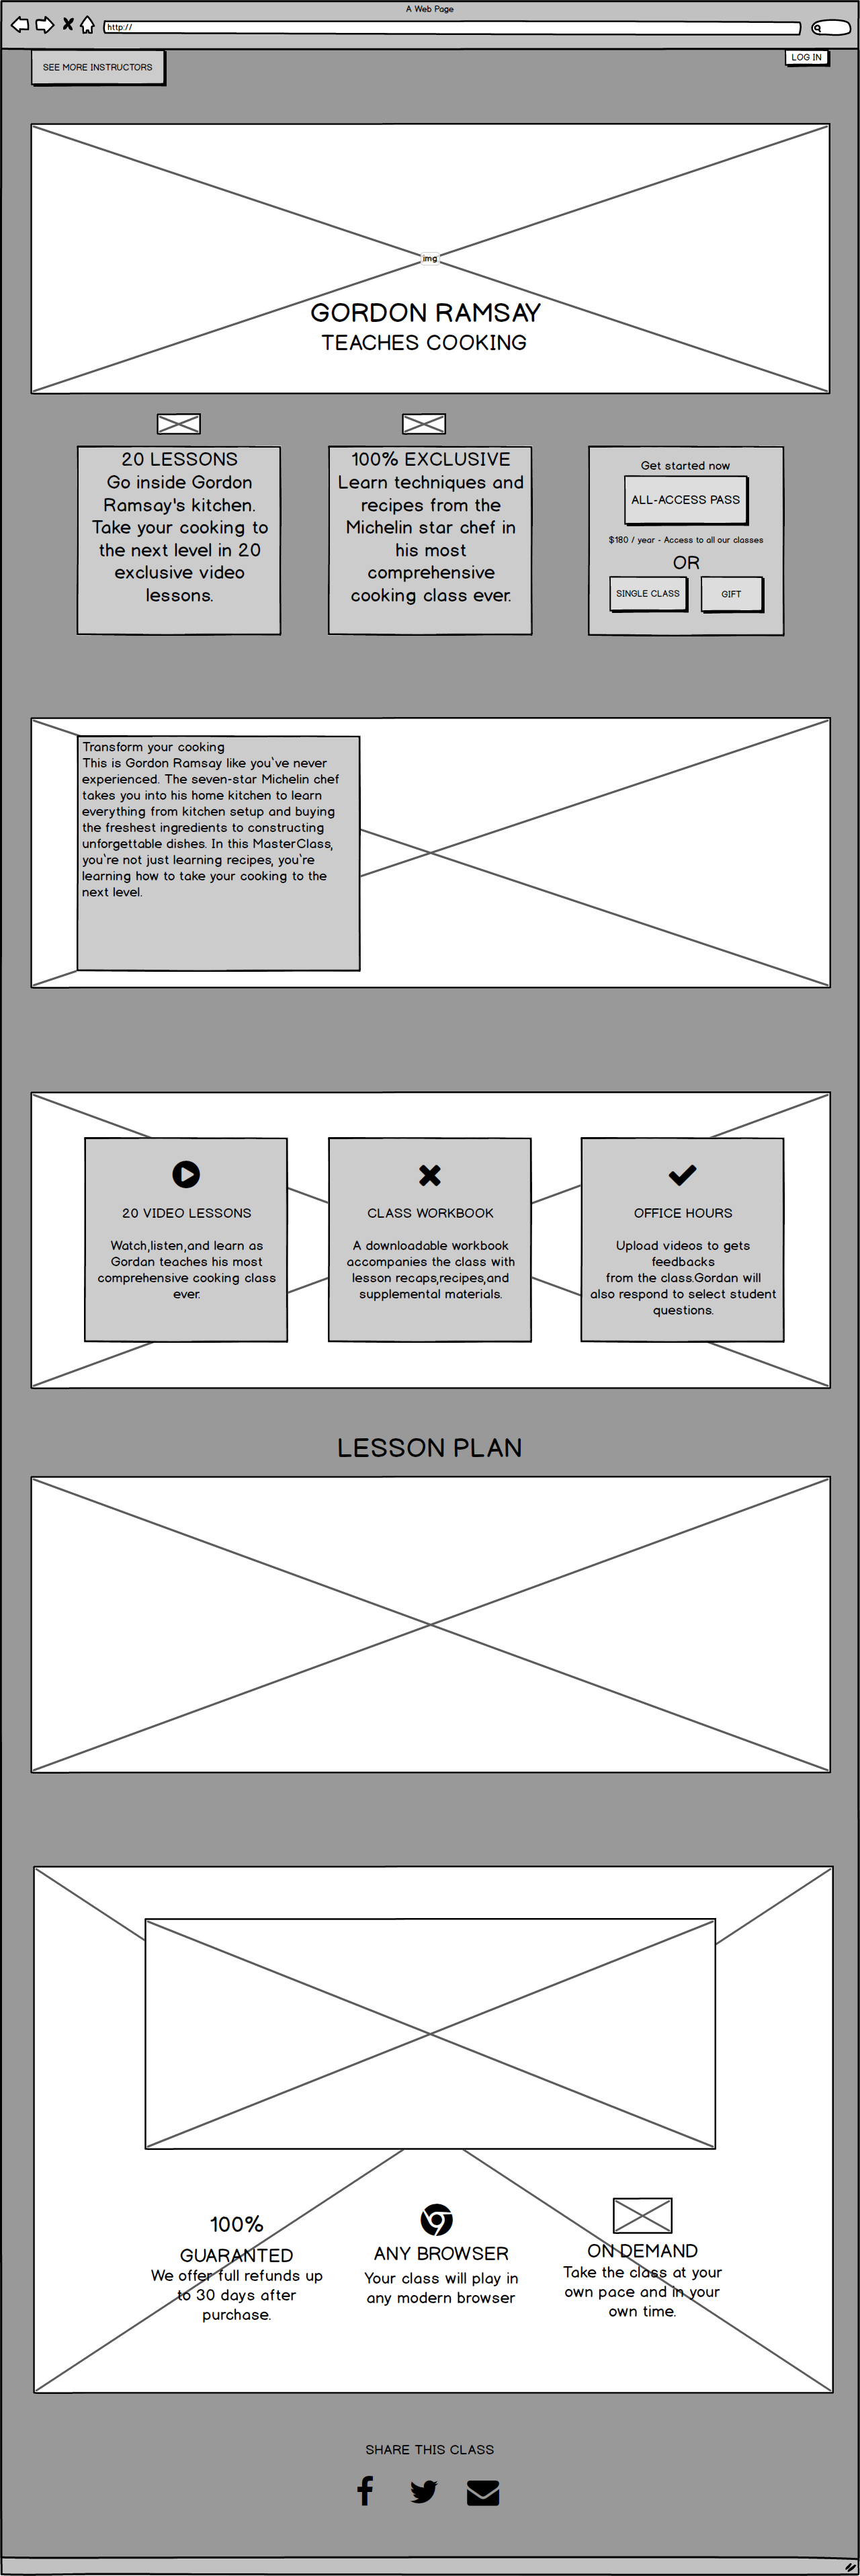 A Web Page
http://
SEE MORE INSTRUCTORS
LOG IN
img
GORDON RAMSAY
TEACHES COOKING
20 LESSONS
Go inside Gordon
Ramsay's kitchen.
Take your cooking to
the next level in 20
exclusive video
lessons.
100% EXCLUSIVE
Learn techniques and
recipes from the
Michelin star chef in
his most
comprehensive
cooking class ever.
Get started now
ALL-ACCESS PASS
$180 / year - Access to all our classes
OR
SINGLE CLASS
GIFT
Transform your cooking
This is Gordon Ramsay like you`ve never
experienced. The seven-star Michelin chef
takes you into his home kitchen to learn
everything from kitchen setup and buying
the freshest ingredients to constructing
unforgettable dishes. In this MasterClass,
you`re not just learning recipes, you`re
learning how to take your cooking to the
next level.
20 VIDEO LESSONS
Watch,listen,and learn as
Gordan teaches his most
comprehensive cooking class
ever.
CLASS WORKBOOK
A downloadable workbook
accompanies the class with
lesson recaps,recipes,and
supplemental materials.
OFFICE HOURS
Upload videos to gets
feedbacks
from the class.Gordan will
also respond to select student
questions.
LESSON PLAN
100%
GUARANTED
We offer full refunds up
to 30 days after
purchase.
ANY BROWSER
Your class will play in
any modern browser
ON DEMAND
Take the class at your
own pace and in your
own time.
SHARE THIS CLASS